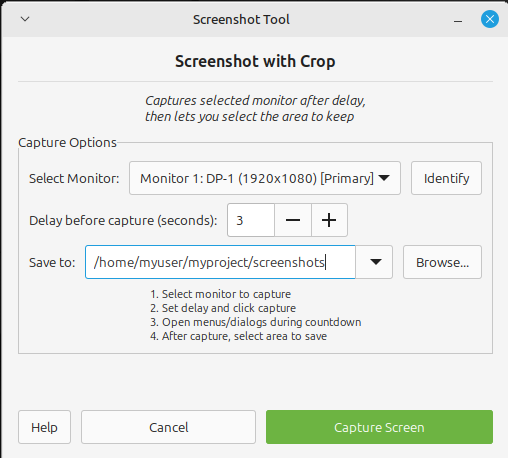 Screenshot Tool
Screenshot with Crop
Captures selected monitor after delay,
then lets you select the area to keep
Capture Options
Select Monitor: Monitor 1: DP-1 (1920x1080) [Primary] Identify
Delay before capture (seconds): 3
Save to: /home/myuser/myproject/screenshots Browse...
1. Select monitor to capture
2. Set delay and click capture
3. Open menus/dialogs during countdown
4. After capture, select area to save
Help Cancel Capture Screen